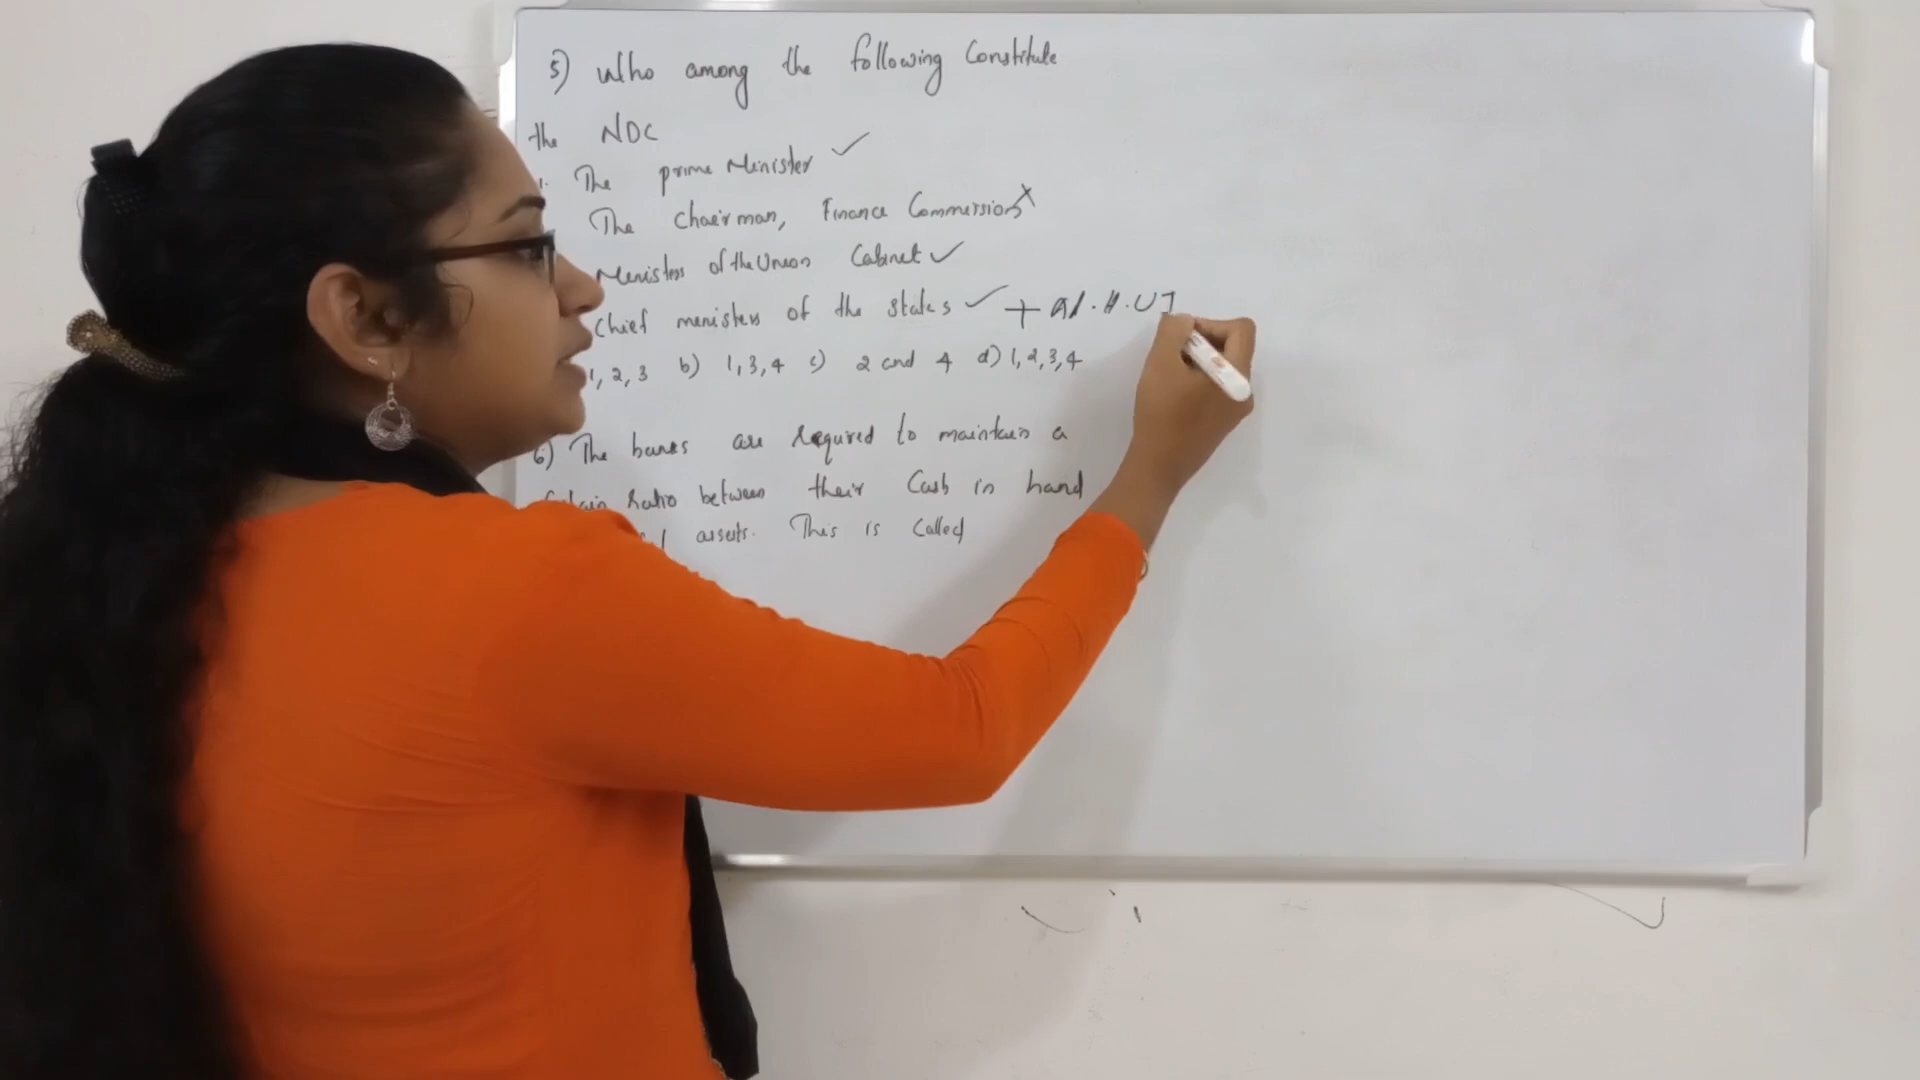 5) Who among the following Constitute
the NDC
1. The prime Minister ✓
The Chairman, Finance Commission X
Ministers of the Union Cabinet ✓
Chief ministers of the states ✓ + Ad. H. UT
1, 2, 3 b) 1, 3, 4 c) 2 and 4 d) 1, 2, 3, 4
6) The banks are required to maintain a
ratio between their Cash in hand
assets. This is called